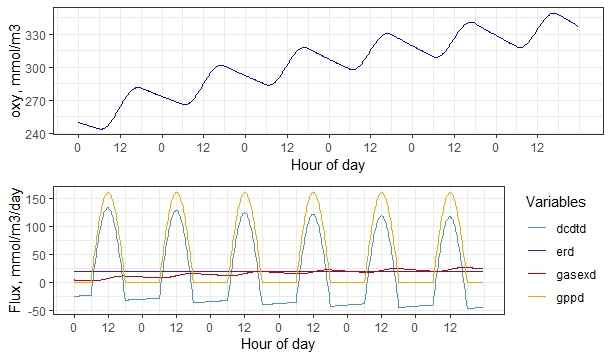 oxy, mmol/m3
330
300
270
240
0 12 0 12 0 12 0 12 0 12 0 12
Hour of day
Flux, mmol/m3/day
150
100
50
0
-50
0 12 0 12 0 12 0 12 0 12 0 12
Hour of day
Variables
dcdtd
erd
gasexd
gppd